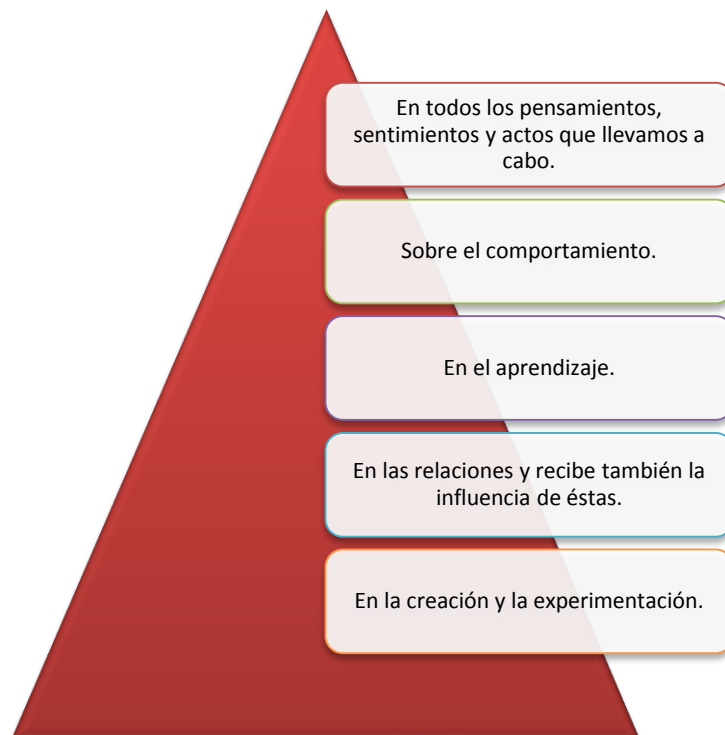 En todos los pensamientos,
sentimientos y actos que llevamos a
cabo.
Sobre el comportamiento.
En el aprendizaje.
En las relaciones y recibe también la
influencia de éstas.
En la creación y la experimentación.